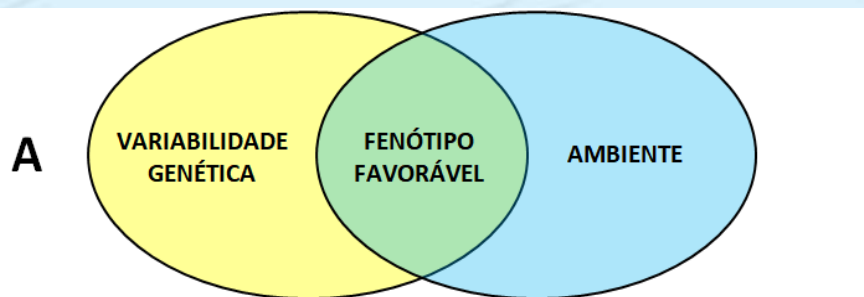 A
VARIABILIDADE
GENÉTICA
FENÓTIPO
FAVORÁVEL
AMBIENTE